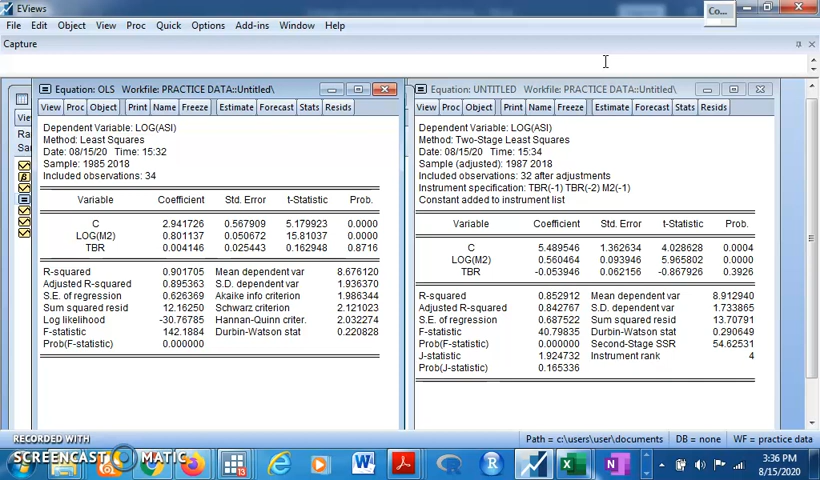 EViews
Co...
File Edit Object View Proc Quick Options Add-ins Window Help
Capture
Equation: OLS Workfile: PRACTICE DATA::Untitled\
View Proc Object Print Name Freeze Estimate Forecast Stats Resids
Dependent Variable: LOG(ASI)
Method: Least Squares
Date: 08/15/20 Time: 15:32
Sample: 1985 2018
Included observations: 34
Variable Coefficient Std. Error t-Statistic Prob.
C 2.941726 0.567909 5.179923 0.0000
LOG(M2) 0.801137 0.050672 15.81037 0.0000
TBR 0.004146 0.025443 0.162948 0.8716
R-squared 0.901705 Mean dependent var 8.676120
Adjusted R-squared 0.895363 S.D. dependent var 1.936370
S.E. of regression 0.626369 Akaike info criterion 1.986344
Sum squared resid 12.16250 Schwarz criterion 2.121023
Log likelihood -30.76785 Hannan-Quinn criter. 2.032274
F-statistic 142.1884 Durbin-Watson stat 0.220828
Prob(F-statistic) 0.000000
Equation: UNTITLED Workfile: PRACTICE DATA::Untitled\
View Proc Object Print Name Freeze Estimate Forecast Stats Resids
Dependent Variable: LOG(ASI)
Method: Two-Stage Least Squares
Date: 08/15/20 Time: 15:34
Sample (adjusted): 1987 2018
Included observations: 32 after adjustments
Instrument specification: TBR(-1) TBR(-2) M2(-1)
Constant added to instrument list
Variable Coefficient Std. Error t-Statistic Prob.
C 5.489546 1.362634 4.028628 0.0004
LOG(M2) 0.560464 0.093946 5.965802 0.0000
TBR -0.053946 0.062156 -0.867926 0.3926
R-squared 0.852912 Mean dependent var 8.912940
Adjusted R-squared 0.842767 S.D. dependent var 1.733865
S.E. of regression 0.687522 Sum squared resid 13.70791
F-statistic 40.79835 Durbin-Watson stat 0.290649
Prob(F-statistic) 0.000000 Second-Stage SSR 54.62531
J-statistic 1.924732 Instrument rank 4
Prob(J-statistic) 0.165336
Path = c:\users\user\documents DB = none WF = practice data
RECORDED WITH
SCREENCAST MATIC
3:36 PM
8/15/2020